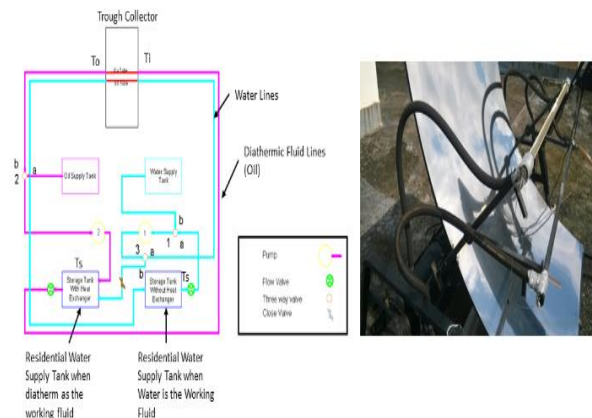 Trough Collector
To
Tl
Water Lines
Diathermic Fluid Lines
(Oil)
b
2
a
Oil Supply Tank
Water Supply
Tank
b
2
1
1
a
3
a
b
Ts
Ts
Storage Tank
With Heat
Exchanger
Storage Tank
Without Heat
Exchanger
Pump
Flow Valve
Three way valve
Close Valve
Residential Water
Supply Tank when
diatherm as the
working fluid
Residential Water
Supply Tank when
Water is the Working
Fluid